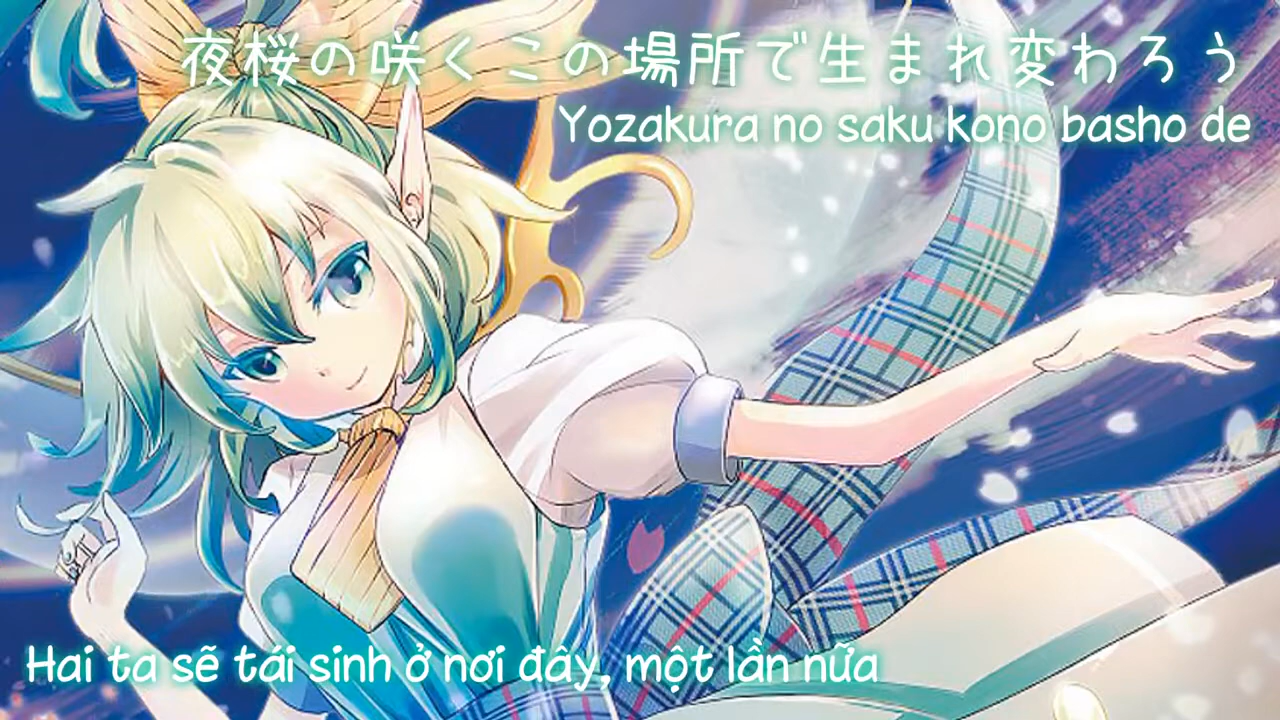 夜桜の咲くこの場所で生まれ変わろう
Yozakura no saku kono basho de
Hai ta sẽ tái sinh ở nơi đây, một lần nữa